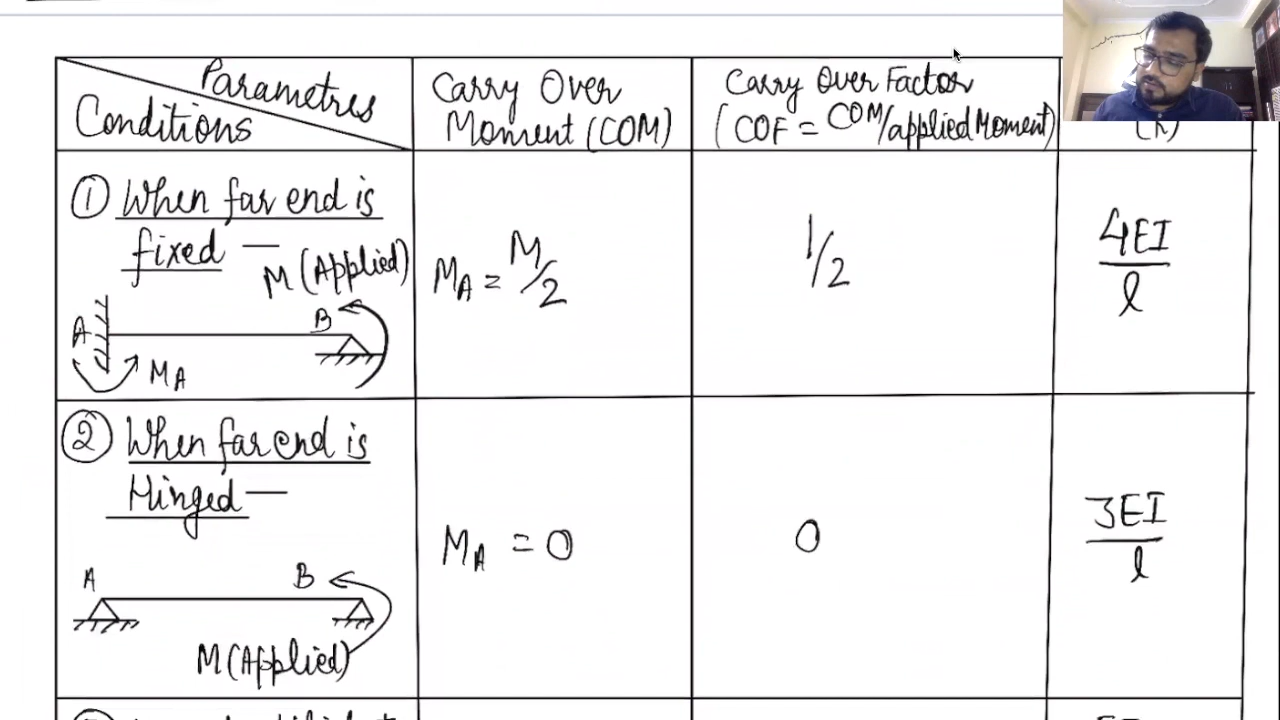 Parametres
Conditions
Carry Over
Moment (COM)
Carry Over Factor
(COF = COM/applied Moment)
(k)
① When far end is
fixed —
M (Applied)
A
B
MA
MA = M/2
1/2
4EI
l
② When far end is
Hinged —
A
B
M (Applied)
MA = 0
0
3EI
l